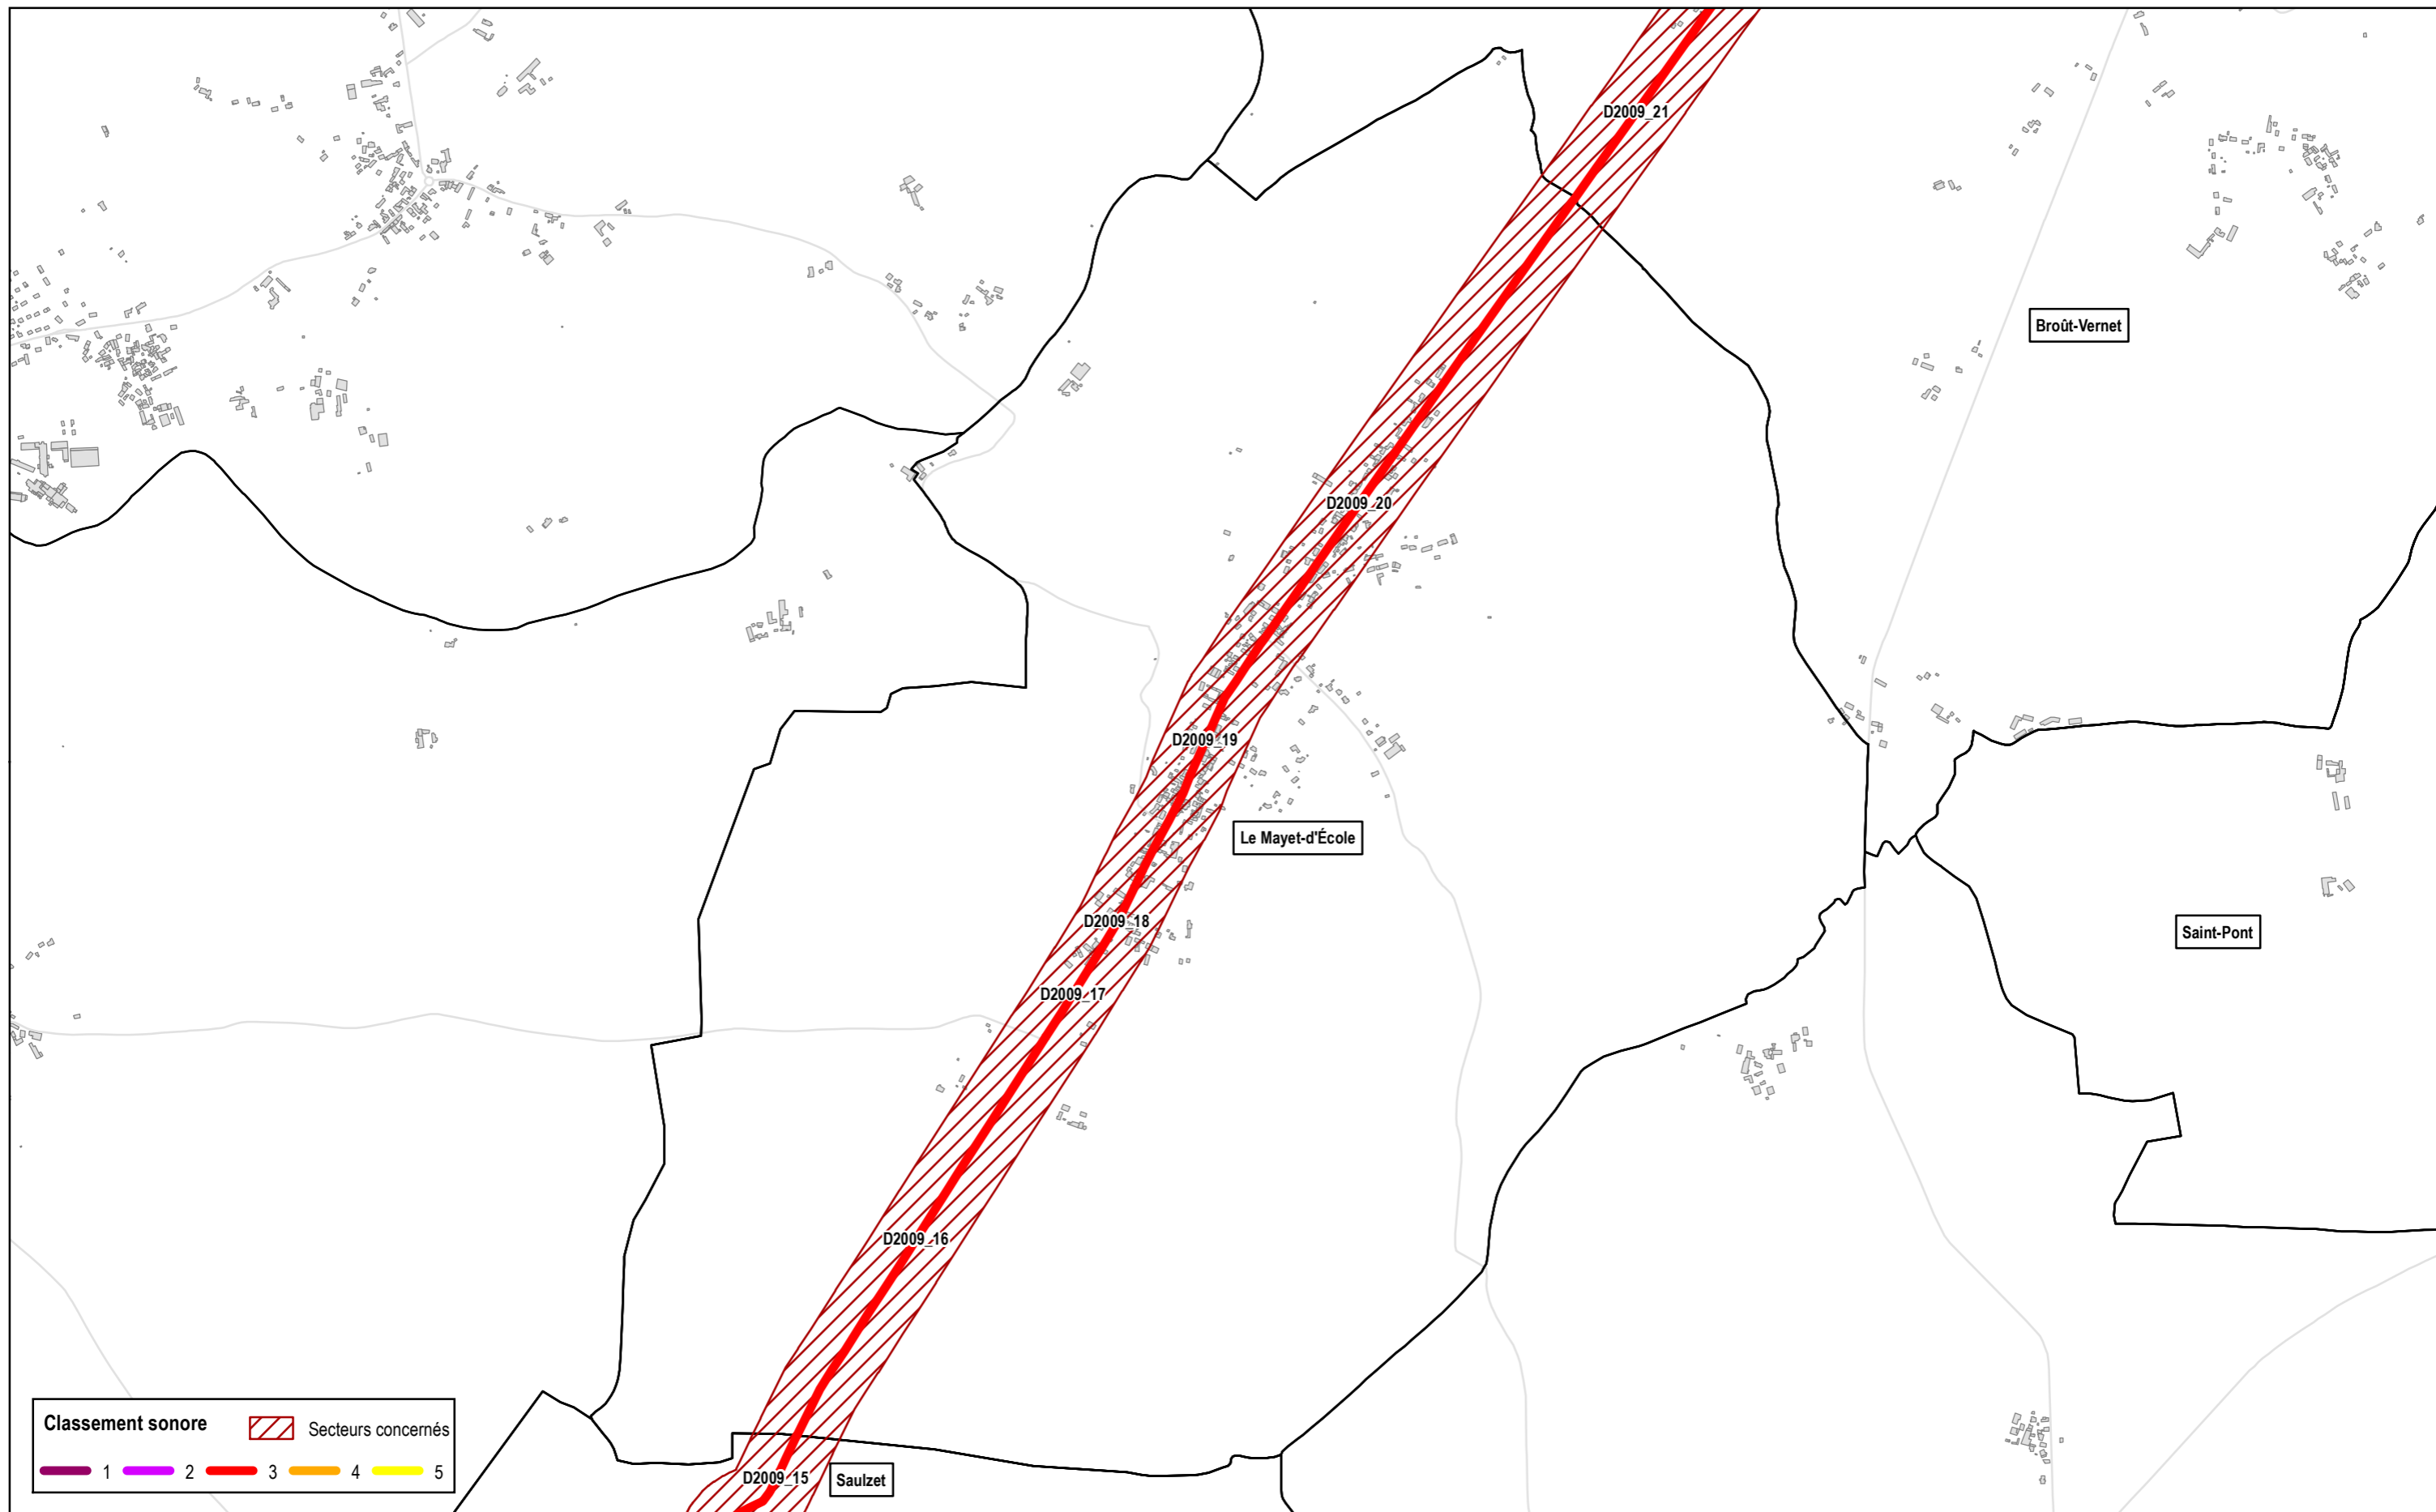 D2009_21
Broût-Vernet
D2009_20
D2009_19
Le Mayet-d'École
D2009_18
Saint-Pont
D2009_17
D2009_16
Classement sonore
Secteurs concernés
1 2 3 4 5
D2009_15
Saulzet